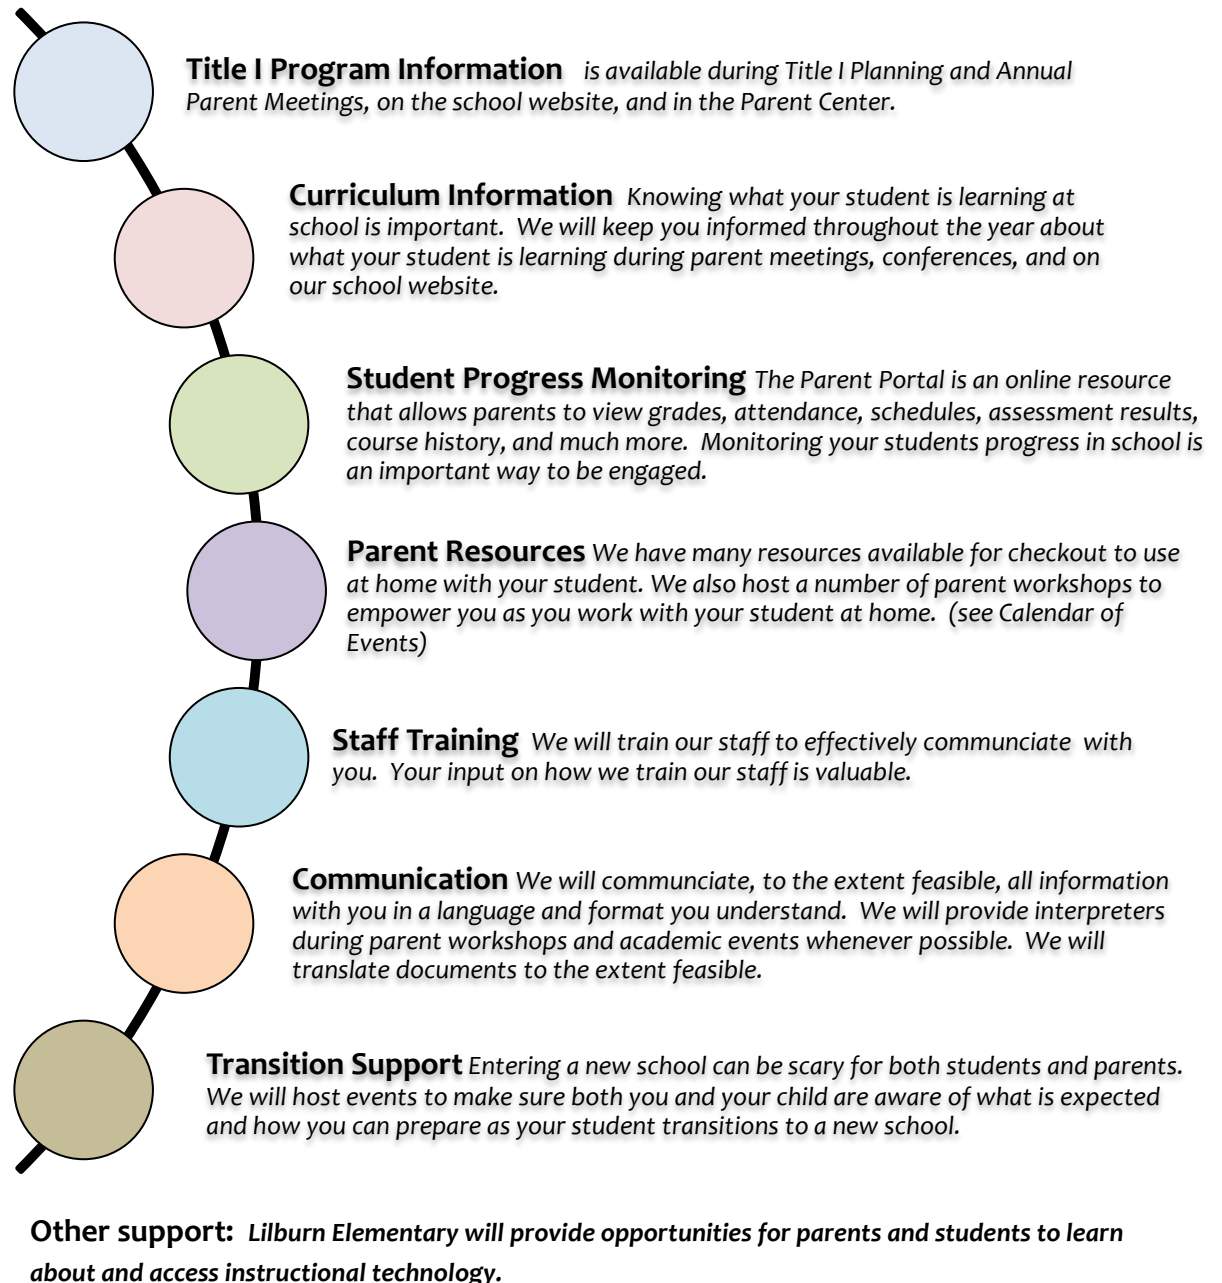 Title I Program Information is available during Title I Planning and Annual
Parent Meetings, on the school website, and in the Parent Center.
Curriculum Information Knowing what your student is learning at
school is important. We will keep you informed throughout the year about
what your student is learning during parent meetings, conferences, and on
our school website.
Student Progress Monitoring The Parent Portal is an online resource
that allows parents to view grades, attendance, schedules, assessment results,
course history, and much more. Monitoring your students progress in school is
an important way to be engaged.
Parent Resources We have many resources available for checkout to use
at home with your student. We also host a number of parent workshops to
empower you as you work with your student at home. (see Calendar of
Events)
Staff Training We will train our staff to effectively communciate with
you. Your input on how we train our staff is valuable.
Communication We will communciate, to the extent feasible, all information
with you in a language and format you understand. We will provide interpreters
during parent workshops and academic events whenever possible. We will
translate documents to the extent feasible.
Transition Support Entering a new school can be scary for both students and parents.
We will host events to make sure both you and your child are aware of what is expected
and how you can prepare as your student transitions to a new school.
Other support: Lilburn Elementary will provide opportunities for parents and students to learn
about and access instructional technology.